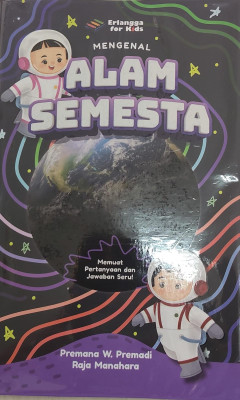 Erlangga
for Kids
MENGENAL
ALAM
SEMESTA
Memuat
Pertanyaan dan
Jawaban Seru!
Premana W. Premadi
Raja Manahara